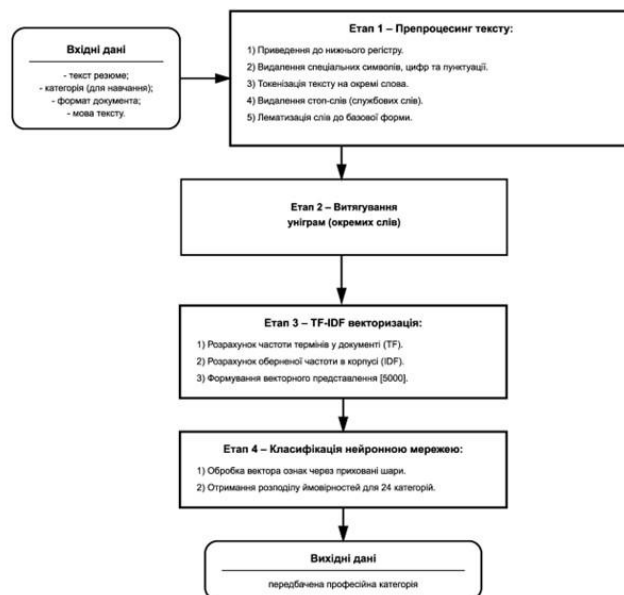 Вхідні дані
- текст резюме;
- категорія (для навчання);
- формат документа;
- мова тексту.
Етап 1 – Препроцесинг тексту:
1) Приведення до нижнього регістру.
2) Видалення спеціальних символів, цифр та пунктуації.
3) Токенізація тексту на окремі слова.
4) Видалення стоп-слів (службових слів).
5) Лематизація слів до базової форми.
Етап 2 – Витягування
уніграм (окремих слів)
Етап 3 – TF-IDF векторизація:
1) Розрахунок частоти термінів у документі (TF).
2) Розрахунок оберненої частоти в корпусі (IDF).
3) Формування векторного представлення [5000].
Етап 4 – Класифікація нейронною мережею:
1) Обробка вектора ознак через приховані шари.
2) Отримання розподілу ймовірностей для 24 категорій.
Вихідні дані
передбачена професійна категорія